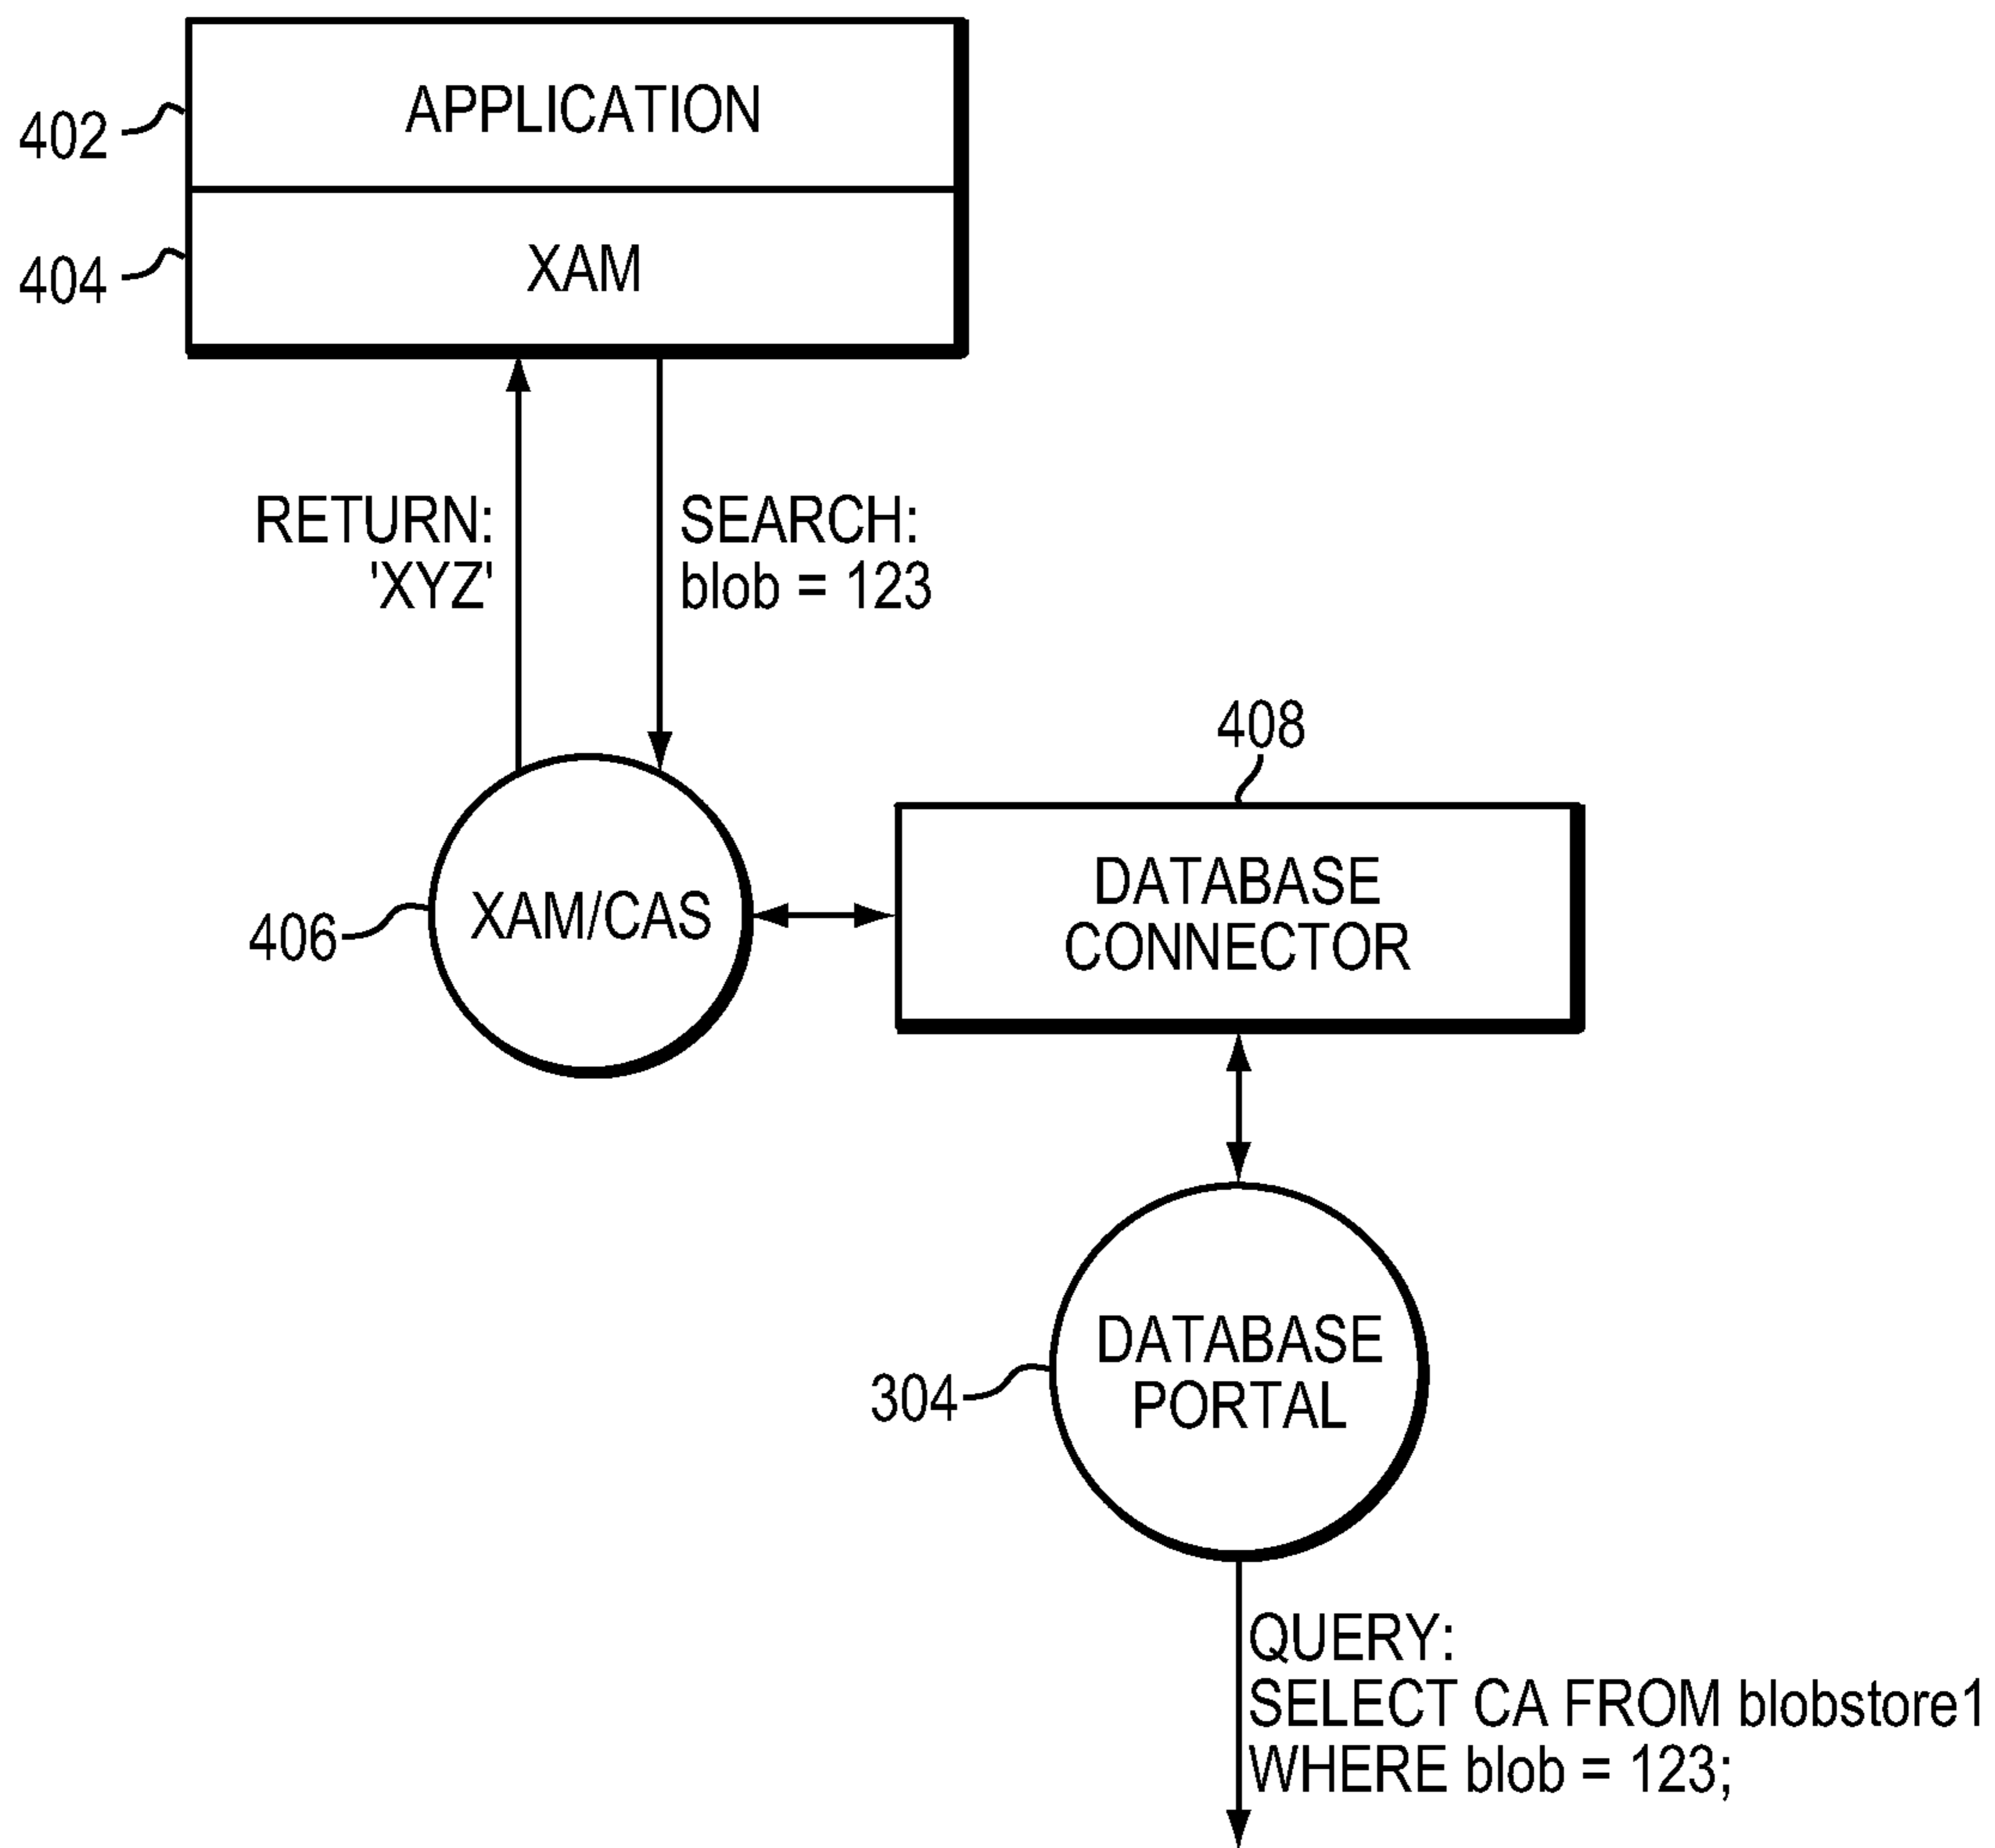 402
APPLICATION
404
XAM
RETURN:
'XYZ'
SEARCH:
blob = 123
408
DATABASE
CONNECTOR
406
XAM/CAS
304
DATABASE
PORTAL
QUERY:
SELECT CA FROM blobstore1
WHERE blob = 123;